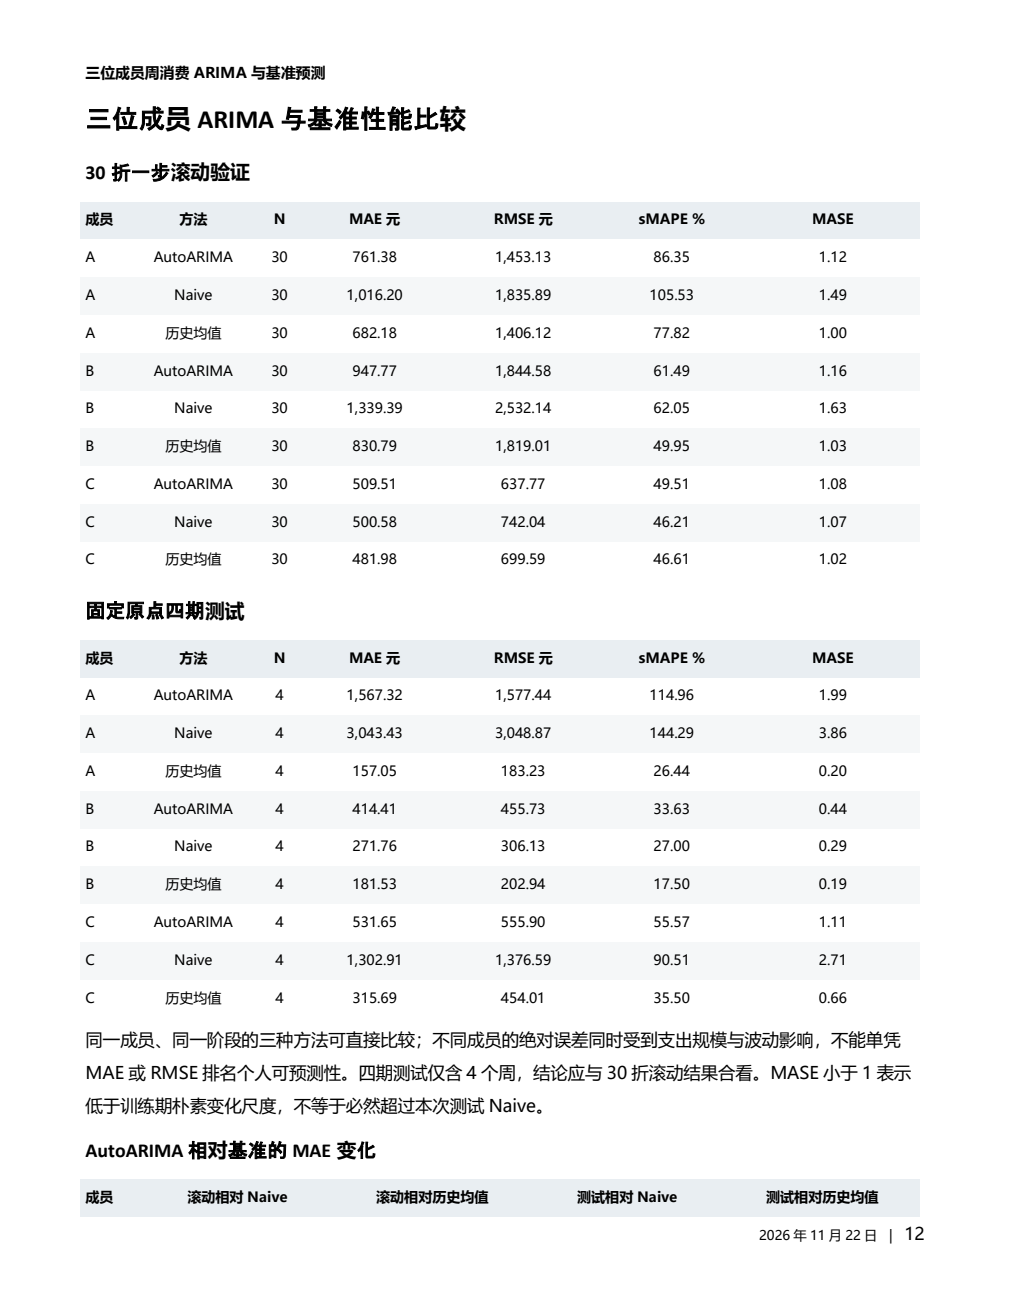 三位成员周消费 ARIMA 与基准预测
三位成员 ARIMA 与基准性能比较
30 折一步滚动验证
成员 方法 N MAE 元 RMSE 元 sMAPE % MASE
A AutoARIMA 30 761.38 1,453.13 86.35 1.12
A Naive 30 1,016.20 1,835.89 105.53 1.49
A 历史均值 30 682.18 1,406.12 77.82 1.00
B AutoARIMA 30 947.77 1,844.58 61.49 1.16
B Naive 30 1,339.39 2,532.14 62.05 1.63
B 历史均值 30 830.79 1,819.01 49.95 1.03
C AutoARIMA 30 509.51 637.77 49.51 1.08
C Naive 30 500.58 742.04 46.21 1.07
C 历史均值 30 481.98 699.59 46.61 1.02
固定原点四期测试
成员 方法 N MAE 元 RMSE 元 sMAPE % MASE
A AutoARIMA 4 1,567.32 1,577.44 114.96 1.99
A Naive 4 3,043.43 3,048.87 144.29 3.86
A 历史均值 4 157.05 183.23 26.44 0.20
B AutoARIMA 4 414.41 455.73 33.63 0.44
B Naive 4 271.76 306.13 27.00 0.29
B 历史均值 4 181.53 202.94 17.50 0.19
C AutoARIMA 4 531.65 555.90 55.57 1.11
C Naive 4 1,302.91 1,376.59 90.51 2.71
C 历史均值 4 315.69 454.01 35.50 0.66
同一成员、同一阶段的三种方法可直接比较；不同成员的绝对误差同时受到支出规模与波动影响，不能单凭
MAE 或 RMSE 排名个人可预测性。四期测试仅含 4 个周，结论应与 30 折滚动结果合看。MASE 小于 1 表示
低于训练期朴素变化尺度，不等于必然超过本次测试 Naive。
AutoARIMA 相对基准的 MAE 变化
成员 滚动相对 Naive 滚动相对历史均值 测试相对 Naive 测试相对历史均值
2026 年 11 月 22 日 | 12